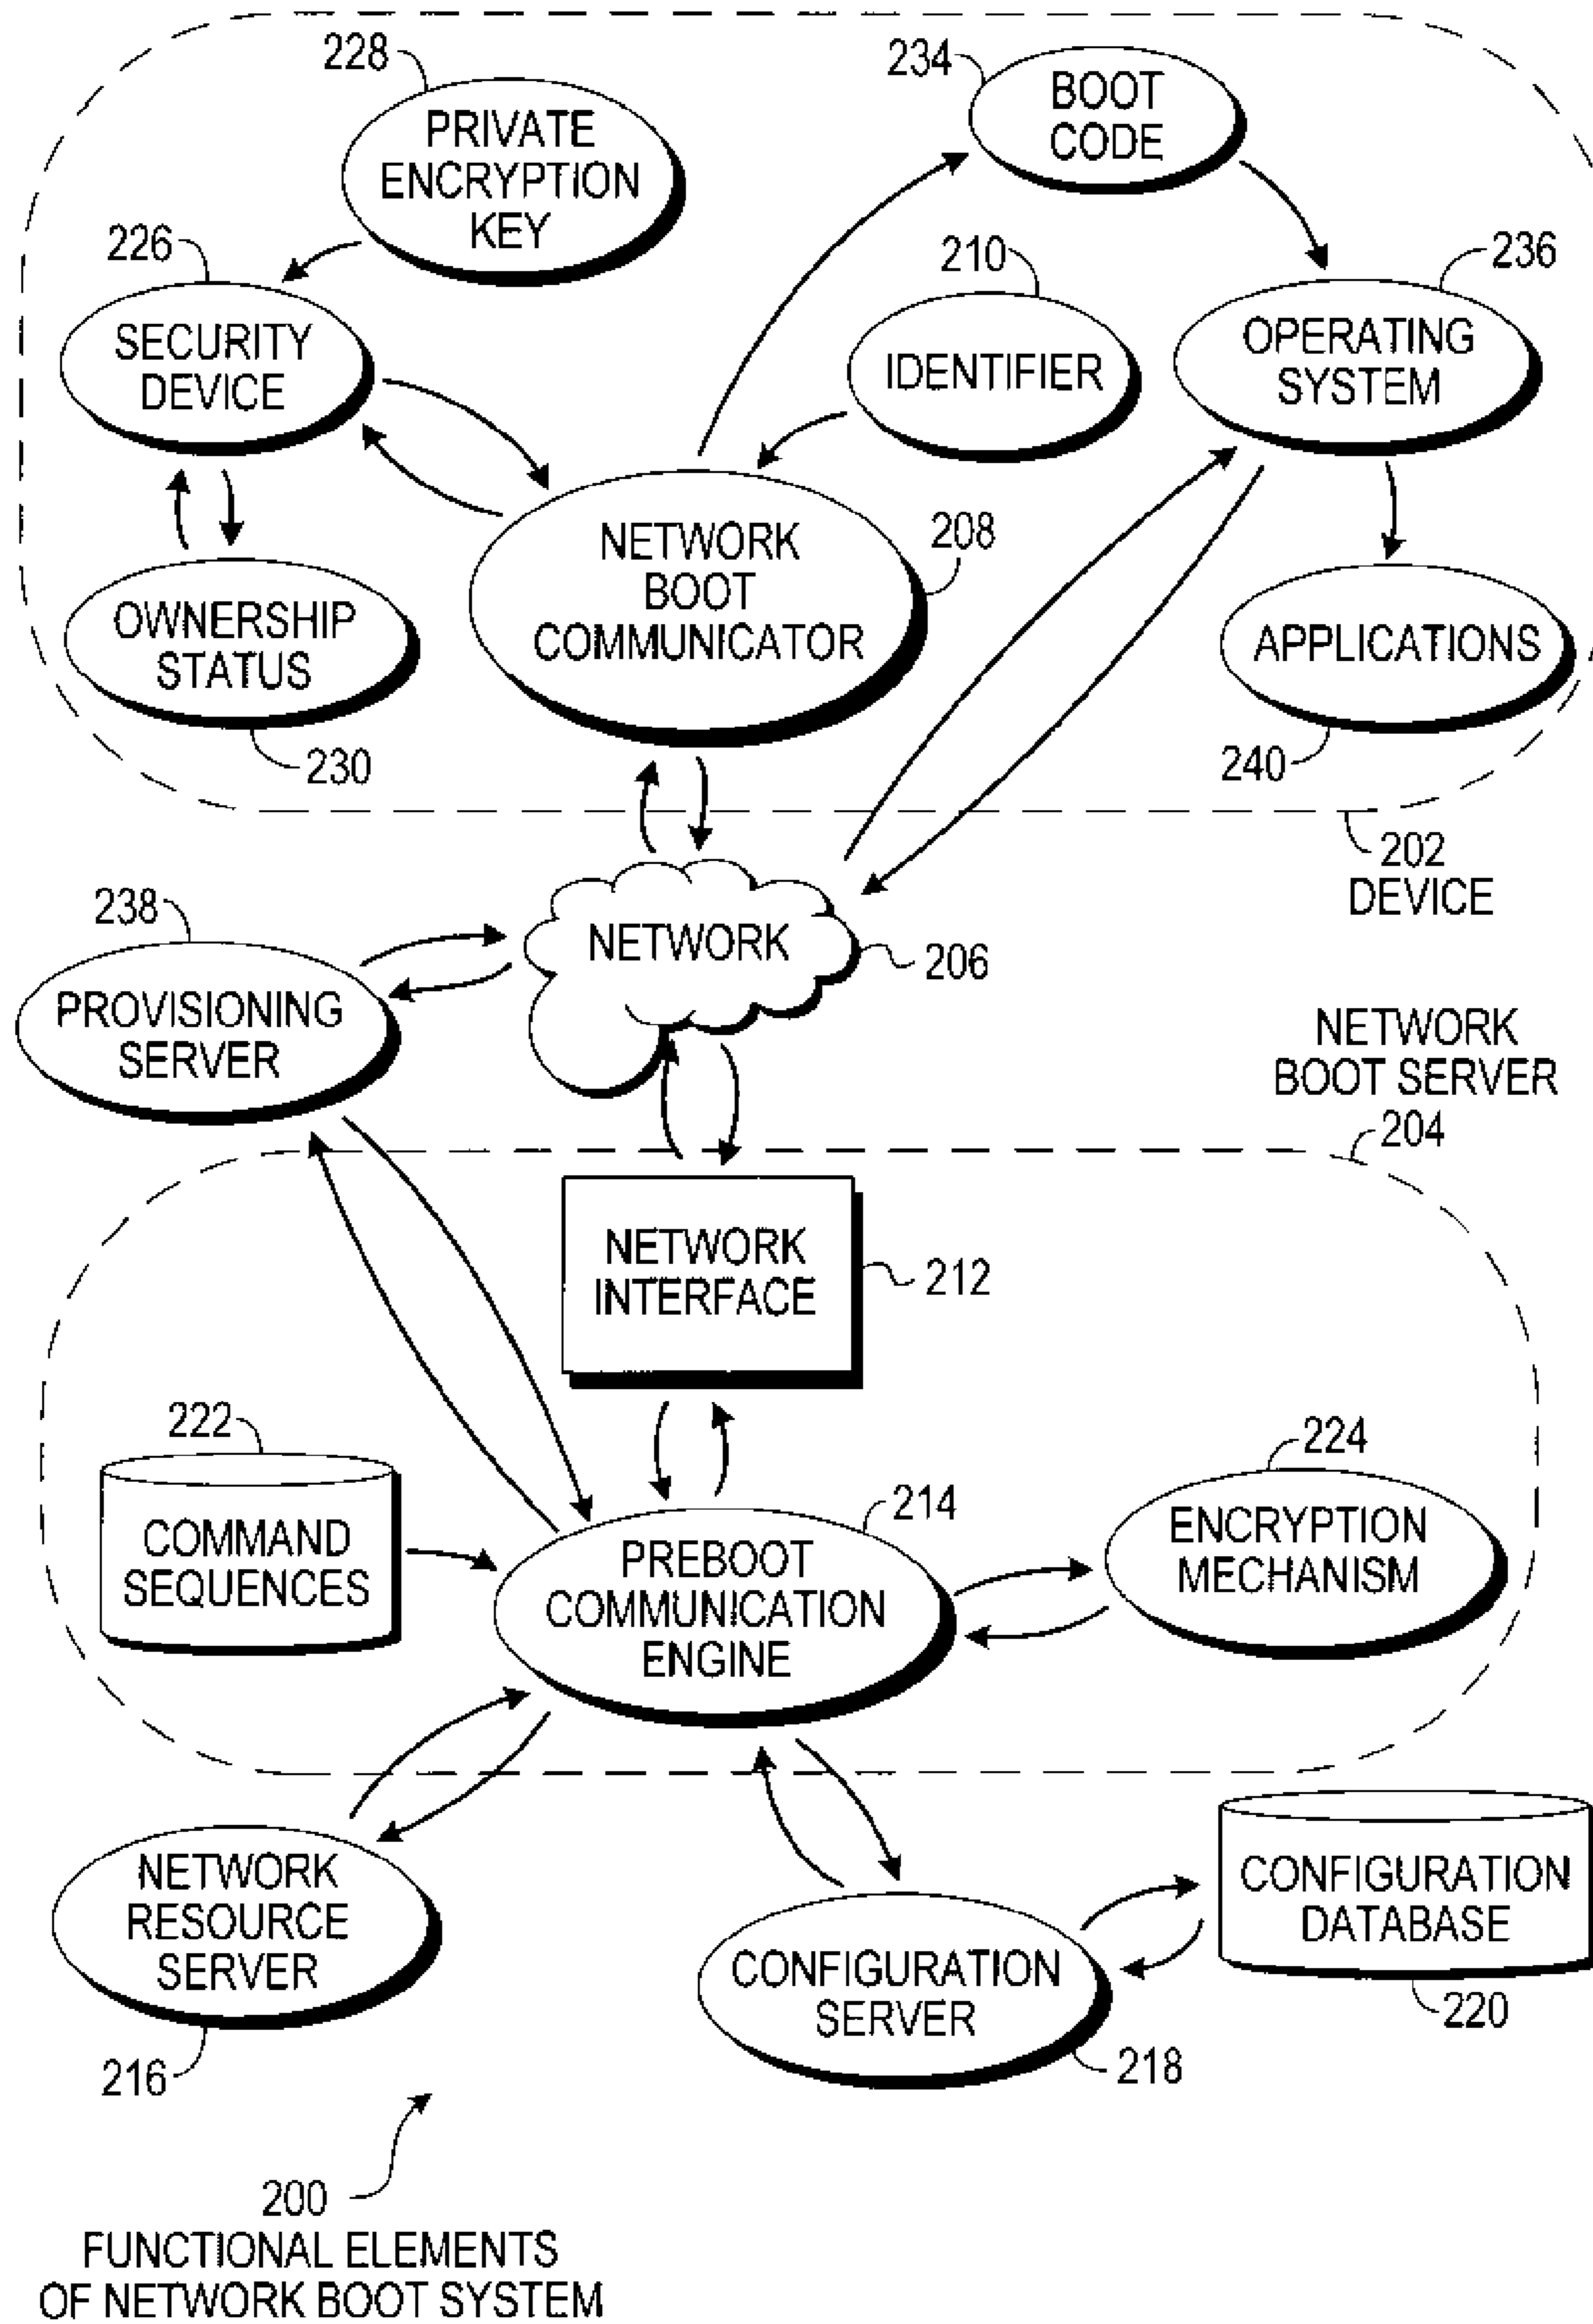 228
PRIVATE
ENCRYPTION
KEY
234
BOOT
CODE
226
SECURITY
DEVICE
210
IDENTIFIER
236
OPERATING
SYSTEM
OWNERSHIP
STATUS
230
NETWORK
BOOT
COMMUNICATOR
208
APPLICATIONS
240
202
DEVICE
238
PROVISIONING
SERVER
NETWORK
206
NETWORK
BOOT SERVER
204
NETWORK
INTERFACE
212
222
COMMAND
SEQUENCES
214
PREBOOT
COMMUNICATION
ENGINE
224
ENCRYPTION
MECHANISM
NETWORK
RESOURCE
SERVER
216
CONFIGURATION
SERVER
218
CONFIGURATION
DATABASE
220
200
FUNCTIONAL ELEMENTS
OF NETWORK BOOT SYSTEM